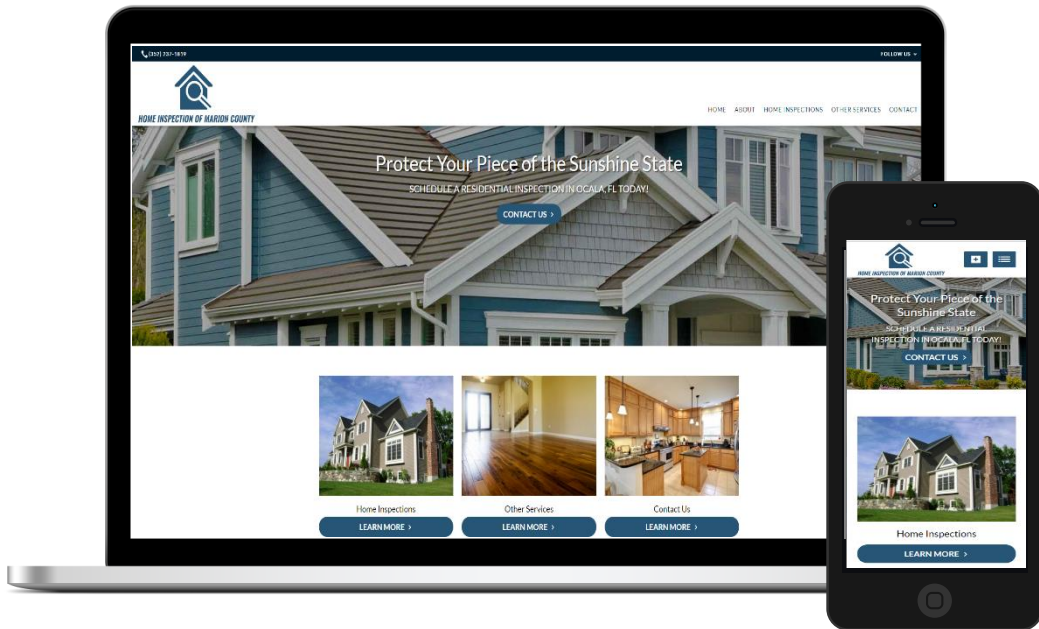 FOLLOW US
HOME INSPECTION OF MARION COUNTY
HOME ABOUT HOME INSPECTIONS OTHER SERVICES CONTACT
Protect Your Piece of the Sunshine State
SCHEDULE A RESIDENTIAL INSPECTION IN OCALA, FL TODAY!
CONTACT US >
Home Inspections
LEARN MORE >
Other Services
LEARN MORE >
Contact Us
LEARN MORE >
HOME INSPECTION OF MARION COUNTY
Protect Your Piece of the
Sunshine State
SCHEDULE A RESIDENTIAL
INSPECTION IN OCALA, FL TODAY!
CONTACT US >
Home Inspections
LEARN MORE >